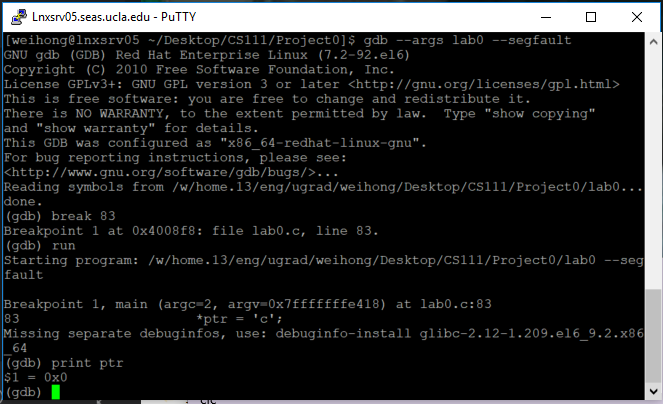 Lnxsrv05.seas.ucla.edu - PuTTY
[weihong@lnxsrv05 ~/Desktop/CS111/Project0]$ gdb --args lab0 --segfault
GNU gdb (GDB) Red Hat Enterprise Linux (7.2-92.el6)
Copyright (C) 2010 Free Software Foundation, Inc.
License GPLv3+: GNU GPL version 3 or later <http://gnu.org/licenses/gpl.html>
This is free software: you are free to change and redistribute it.
There is NO WARRANTY, to the extent permitted by law.  Type "show copying"
and "show warranty" for details.
This GDB was configured as "x86_64-redhat-linux-gnu".
For bug reporting instructions, please see:
<http://www.gnu.org/software/gdb/bugs/>...
Reading symbols from /w/home.13/eng/ugrad/weihong/Desktop/CS111/Project0/lab0...
done.
(gdb) break 83
Breakpoint 1 at 0x4008f8: file lab0.c, line 83.
(gdb) run
Starting program: /w/home.13/eng/ugrad/weihong/Desktop/CS111/Project0/lab0 --seg
fault
Breakpoint 1, main (argc=2, argv=0x7fffffffe418) at lab0.c:83
83                      *ptr = 'c';
Missing separate debuginfos, use: debuginfo-install glibc-2.12-1.209.el6_9.2.x86
_64
(gdb) print ptr
$1 = 0x0
(gdb)